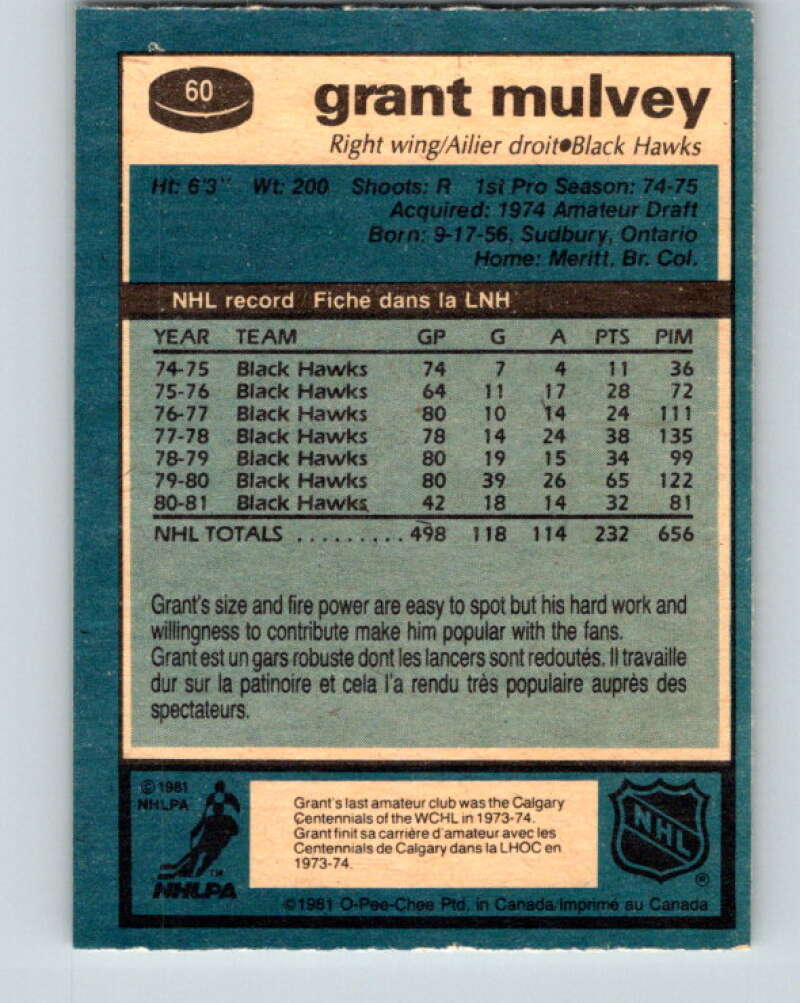 60
grant mulvey
Right wing/Ailier droit●Black Hawks
Ht: 6'3" Wt: 200 Shoots: R 1st Pro Season: 74-75
Acquired: 1974 Amateur Draft
Born: 9-17-56, Sudbury, Ontario
Home: Meritt, Br. Col.
NHL record / Fiche dans la LNH
YEAR TEAM GP G A PTS PIM
74-75 Black Hawks 74 7 4 11 36
75-76 Black Hawks 64 11 17 28 72
76-77 Black Hawks 80 10 14 24 111
77-78 Black Hawks 78 14 24 38 135
78-79 Black Hawks 80 19 15 34 99
79-80 Black Hawks 80 39 26 65 122
80-81 Black Hawks 42 18 14 32 81
NHL TOTALS ......... 498 118 114 232 656
Grant's size and fire power are easy to spot but his hard work and
willingness to contribute make him popular with the fans.
Grant est un gars robuste dont les lancers sont redoutés. Il travaille
dur sur la patinoire et cela l'a rendu très populaire auprès des
spectateurs.
©1981
NHLPA
NHLPA
TM
Grant's last amateur club was the Calgary
Centennials of the WCHL in 1973-74.
Grant finit sa carrière d'amateur avec les
Centennials de Calgary dans la LHOC en
1973-74.
NHL
®
©1981 O-Pee-Chee Ptd. in Canada/Imprimé au Canada